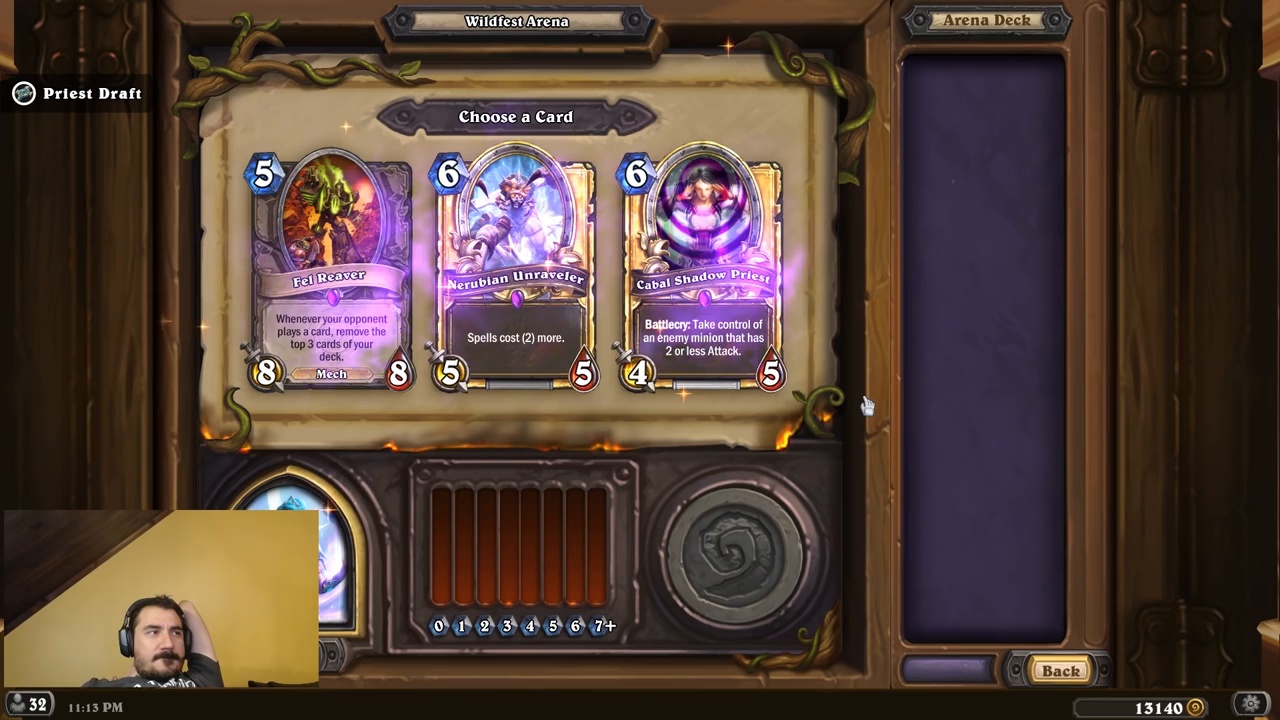 Wildfest Arena
Arena Deck
Priest Draft
Choose a Card
5
6
6
Fel Reaver
Whenever your opponent
plays a card, remove the
top 3 cards of your
deck.
Mech
8
8
Nerubian Unraveler
Spells cost (2) more.
5
5
Cabal Shadow Priest
Battlecry: Take control of
an enemy minion that has
2 or less Attack.
4
5
0 1 2 3 4 5 6 7+
Back
32
11:13 PM
13140